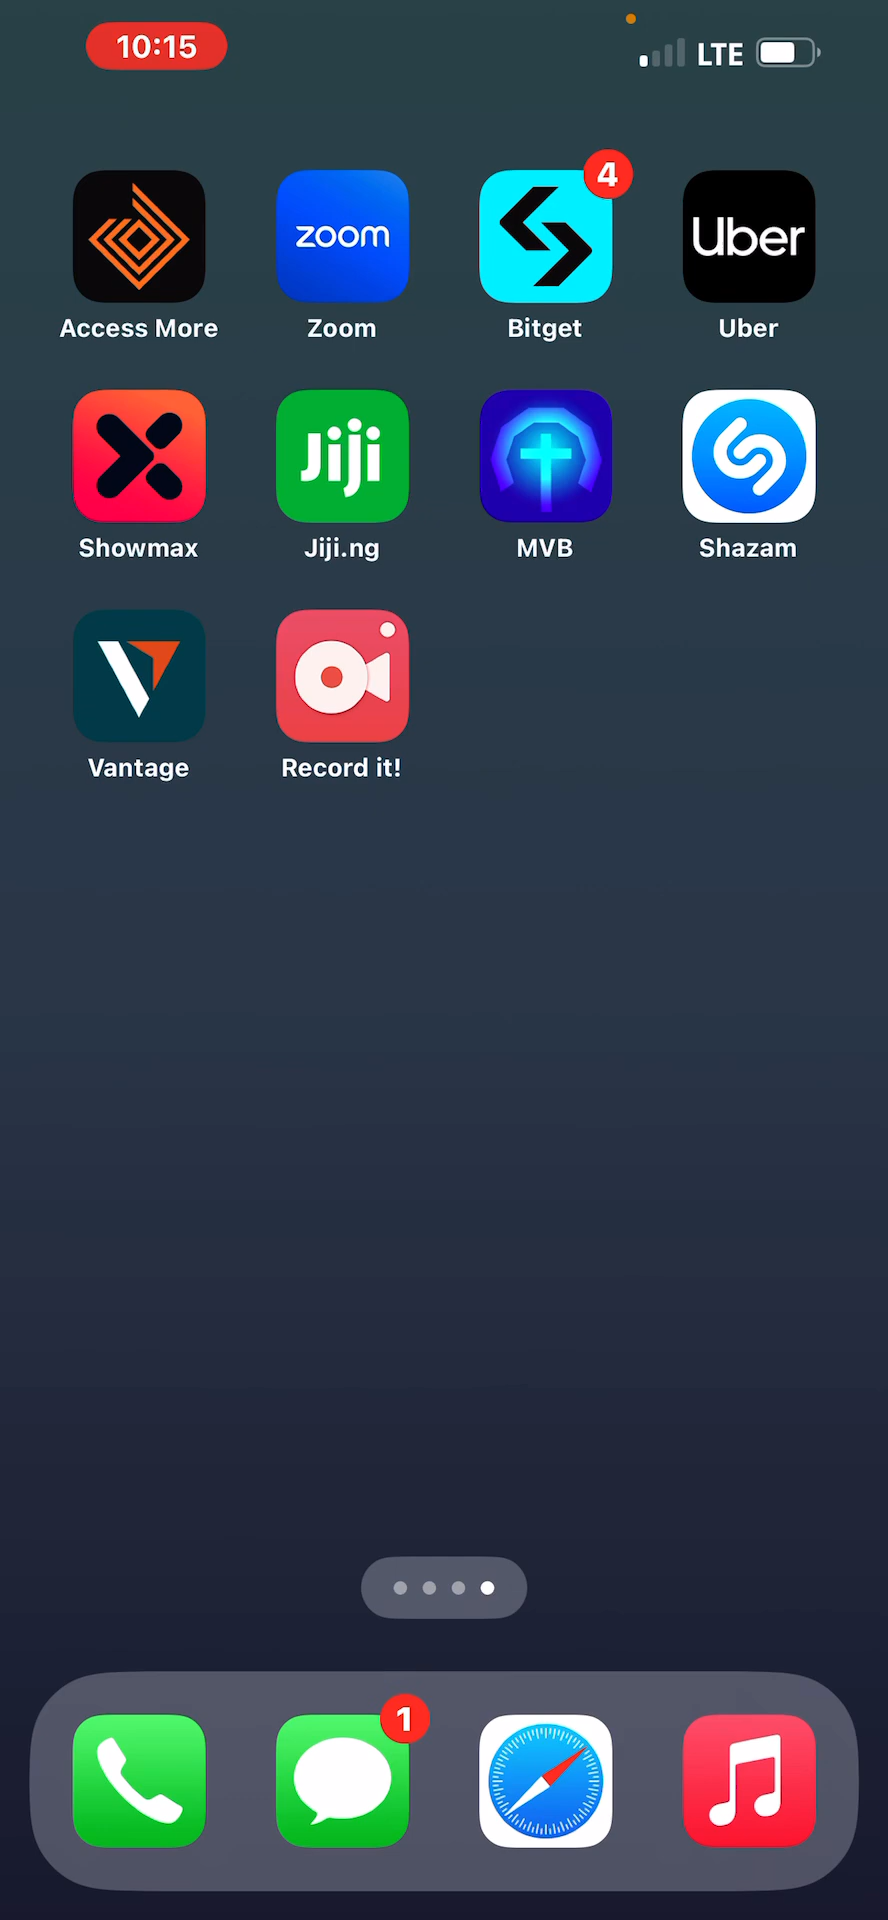 10:15
LTE
4
zoom
Uber
Access More
Zoom
Bitget
Uber
Jiji
Showmax
Jiji.ng
MVB
Shazam
Vantage
Record it!
1